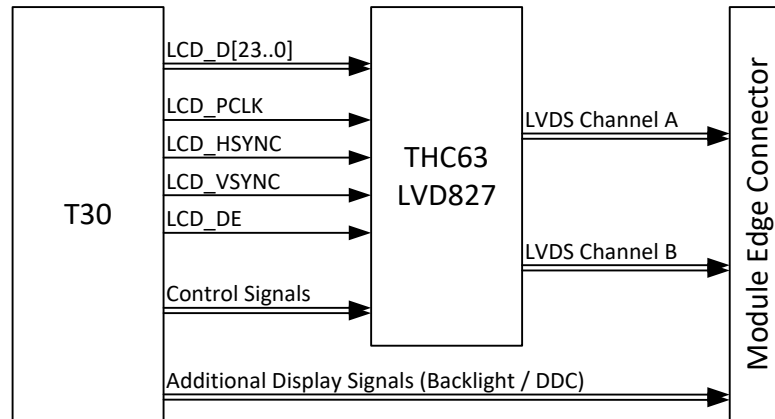 T30
LCD_D[23..0]
LCD_PCLK
LCD_HSYNC
LCD_VSYNC
LCD_DE
Control Signals
Additional Display Signals (Backlight / DDC)
THC63
LVD827
LVDS Channel A
LVDS Channel B
Module Edge Connector